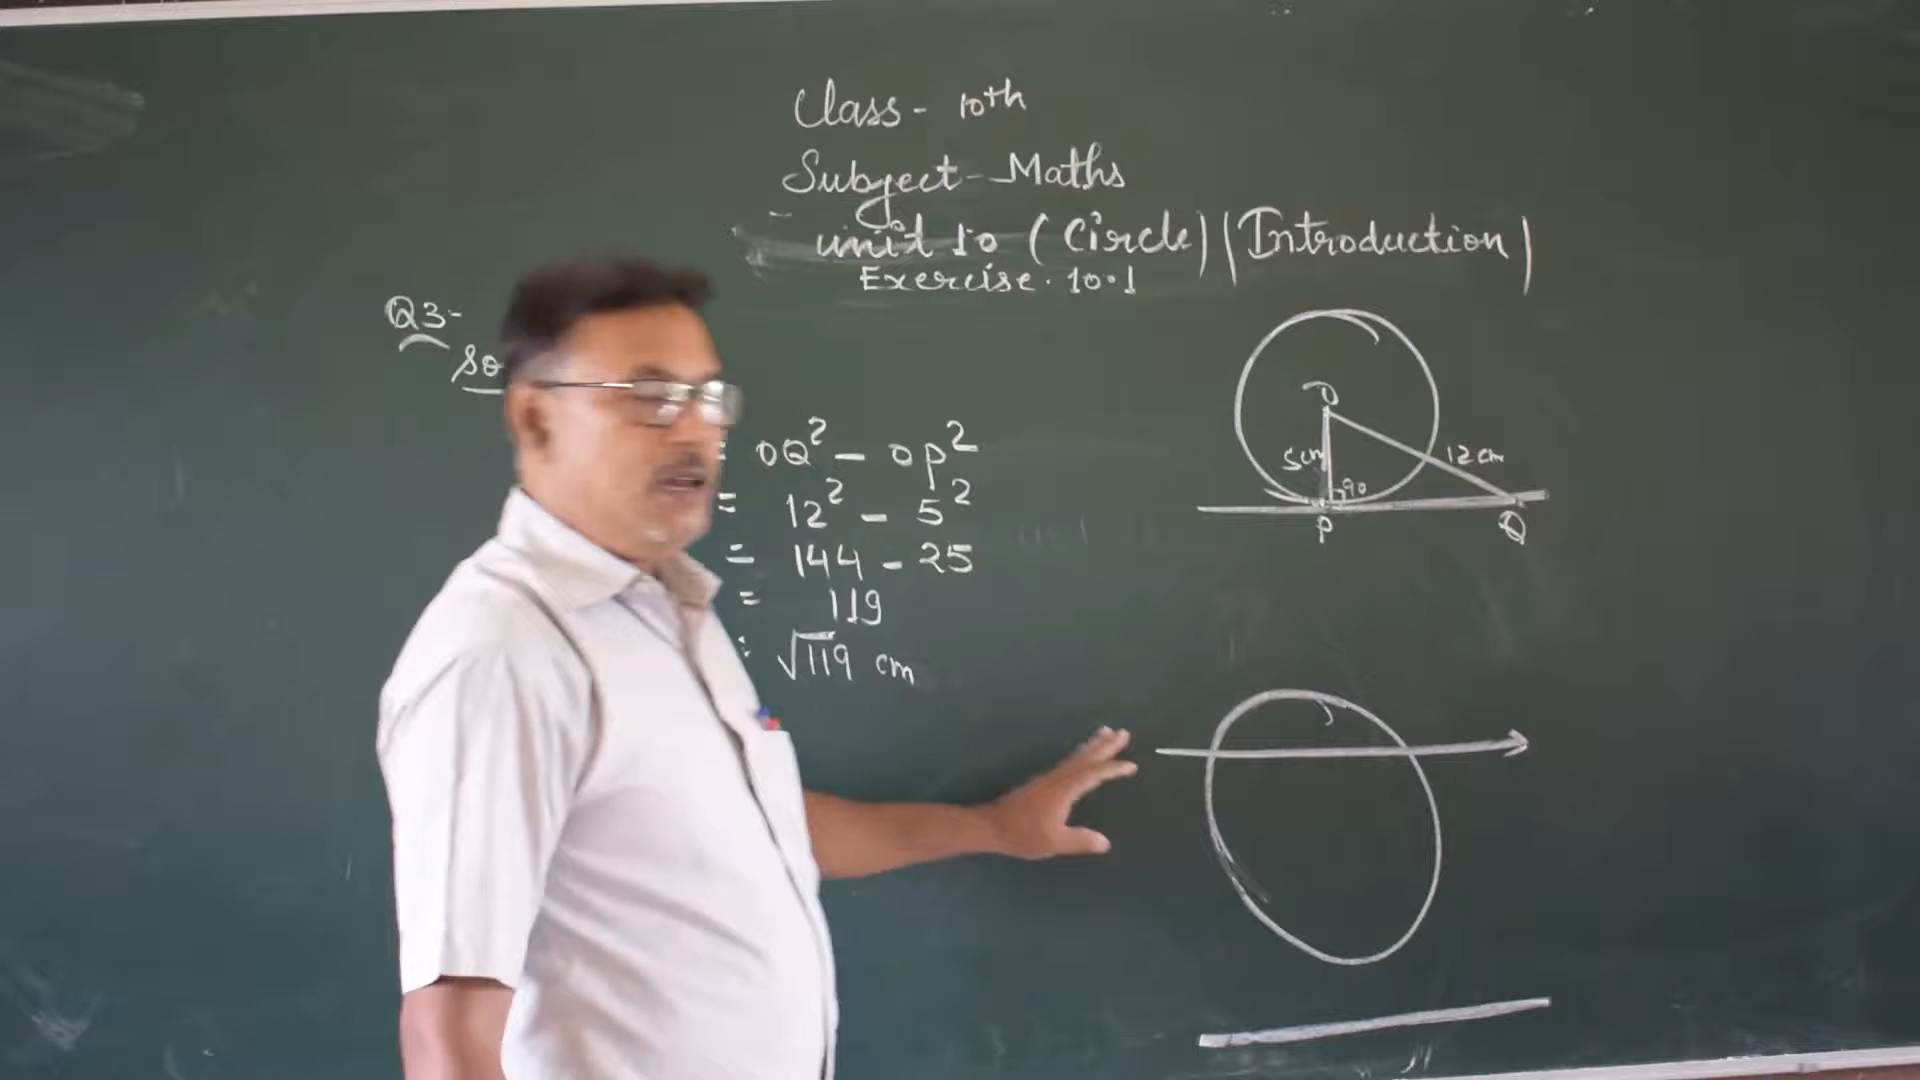 Class - 10th
Subject - Maths
unit 10 (Circle) (Introduction)
Exercise. 10.1
Q3-
= OQ² - OP²
= 12² - 5²
= 144 - 25
= 119
: √119 cm
O
5cm
12 cm
90
P
Q